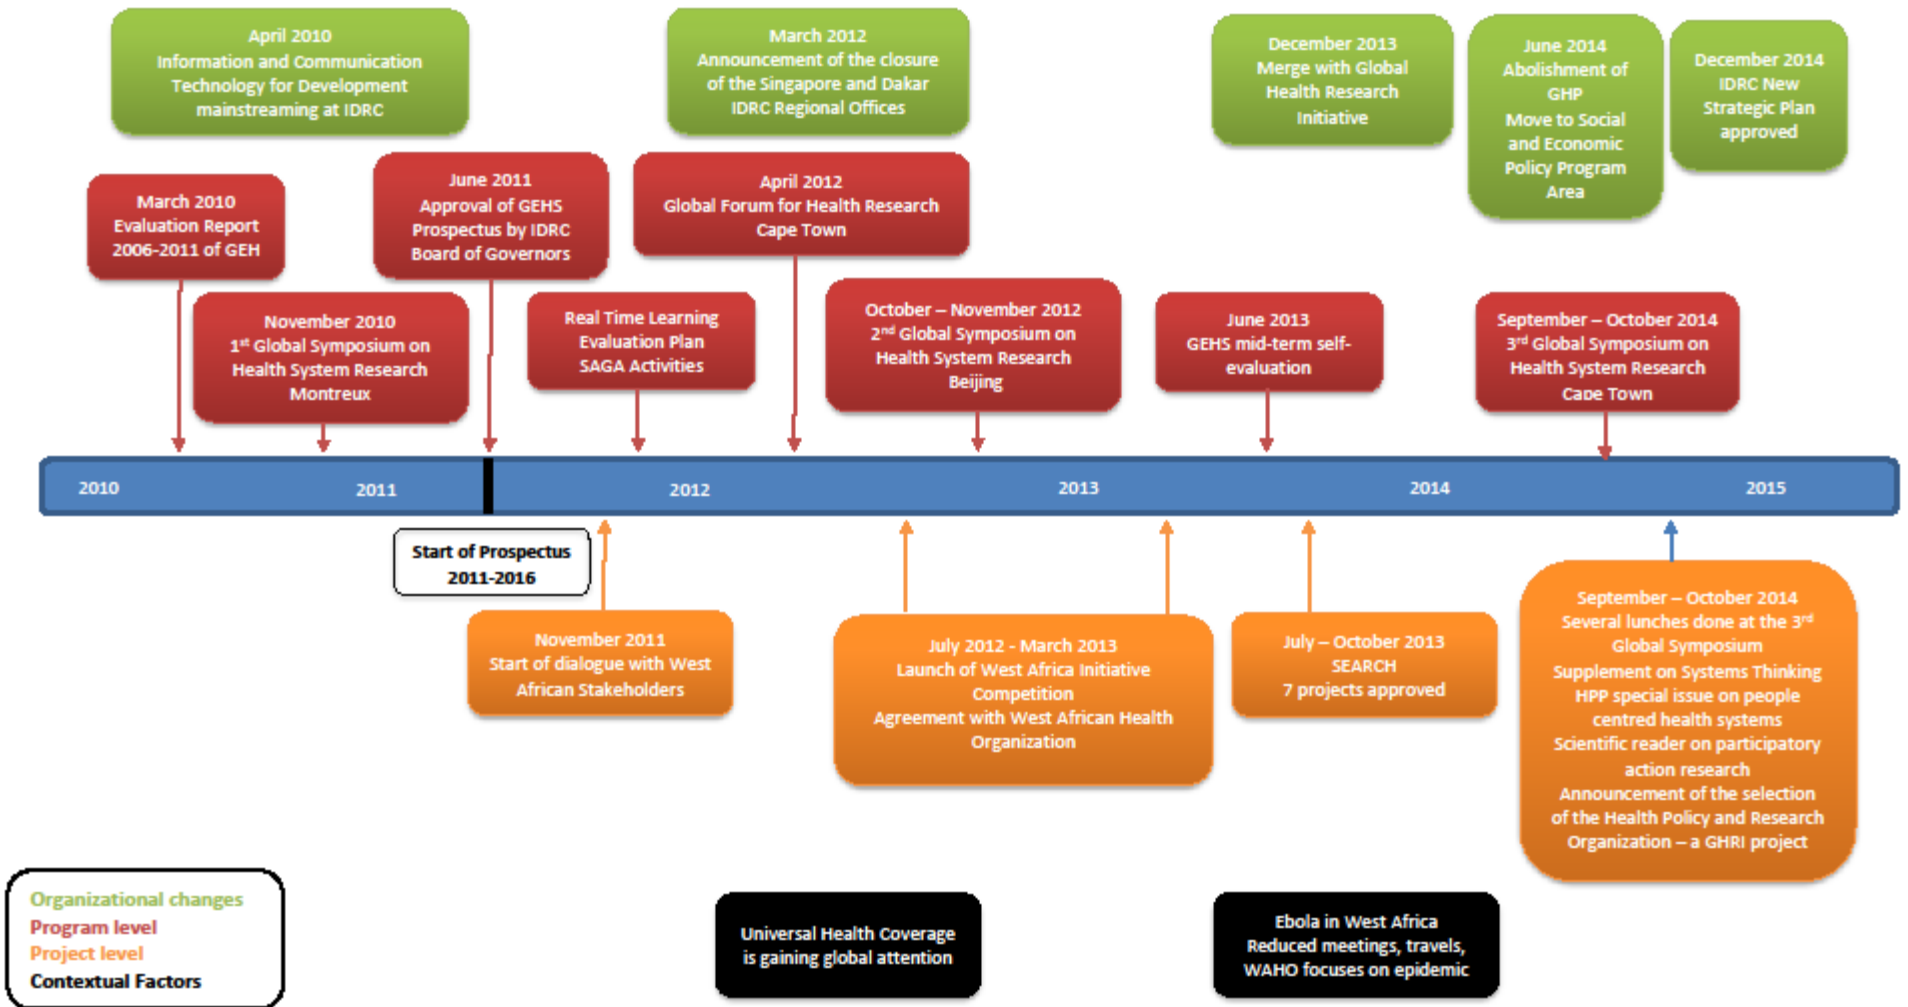 April 2010
Information and Communication
Technology for Development
mainstreaming at IDRC
March 2012
Announcement of the closure
of the Singapore and Dakar
IDRC Regional Offices
December 2013
Merge with Global
Health Research
Initiative
June 2014
Abolishment of
GHP
Move to Social
and Economic
Policy Program
Area
December 2014
IDRC New
Strategic Plan
approved
March 2010
Evaluation Report
2006-2011 of GEH
June 2011
Approval of GEHS
Prospectus by IDRC
Board of Governors
April 2012
Global Forum for Health Research
Cape Town
November 2010
1st Global Symposium on
Health System Research
Montreux
Real Time Learning
Evaluation Plan
SAGA Activities
October – November 2012
2nd Global Symposium on
Health System Research
Beijing
June 2013
GEHS mid-term self-
evaluation
September – October 2014
3rd Global Symposium on
Health System Research
Cape Town
2010
2011
2012
2013
2014
2015
Start of Prospectus
2011-2016
November 2011
Start of dialogue with West
African Stakeholders
July 2012 - March 2013
Launch of West Africa Initiative
Competition
Agreement with West African Health
Organization
July – October 2013
SEARCH
7 projects approved
September – October 2014
Several lunches done at the 3rd
Global Symposium
Supplement on Systems Thinking
HPP special issue on people
centred health systems
Scientific reader on participatory
action research
Announcement of the selection
of the Health Policy and Research
Organization – a GHRI project
Organizational changes
Program level
Project level
Contextual Factors
Universal Health Coverage
is gaining global attention
Ebola in West Africa
Reduced meetings, travels,
WAHO focuses on epidemic